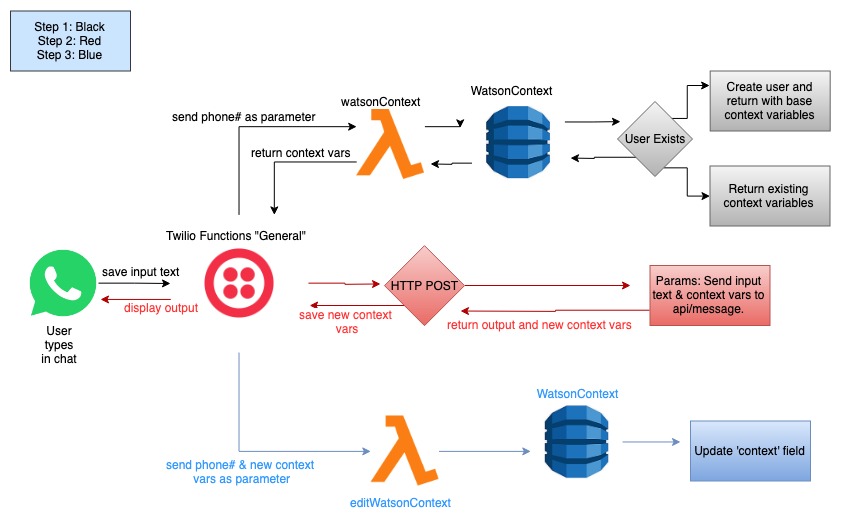 Step 1: Black
Step 2: Red
Step 3: Blue
watsonContext
WatsonContext
send phone# as parameter
return context vars
User Exists
Create user and
return with base
context variables
Return existing
context variables
Twilio Functions "General"
save input text
display output
User
types
in chat
HTTP POST
save new context
vars
return output and new context vars
Params: Send input
text & context vars to
api/message.
WatsonContext
send phone# & new context
vars as parameter
editWatsonContext
Update 'context' field